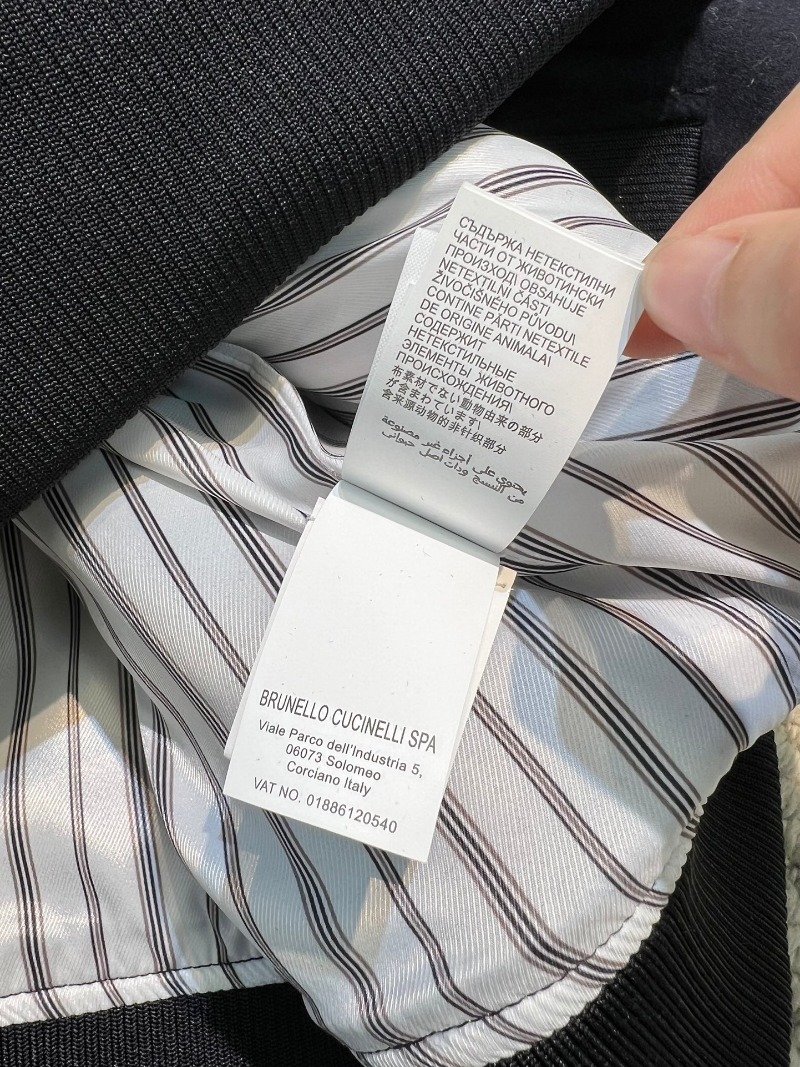 СЪДЪРЖА НЕТЕКСТИЛНИ
ЧАСТИ ОТ ЖИВОТИНСКИ
ПРОИЗХОД\ OBSAHUJE
NETEXTILNÍ ČÁSTI
ŽIVOČIŠNÉHO PŮVODU\
CONTINE PĂRTI NETEXTILE
DE ORIGINE ANIMALA\
СОДЕРЖИТ
НЕТЕКСТИЛЬНЫЕ
ЭЛЕМЕНТЫ ЖИВОТНОГО
ПРОИСХОЖДЕНИЯ\
布素材でない動物由来の部分
が含まれています\
含来源动物的非针织部分
يحتوي على أجزاء غير مصنوعة
من النسيج وذات اصل حيواني
BRUNELLO CUCINELLI SPA
Viale Parco dell'Industria 5,
06073 Solomeo
Corciano Italy
VAT NO. 01886120540